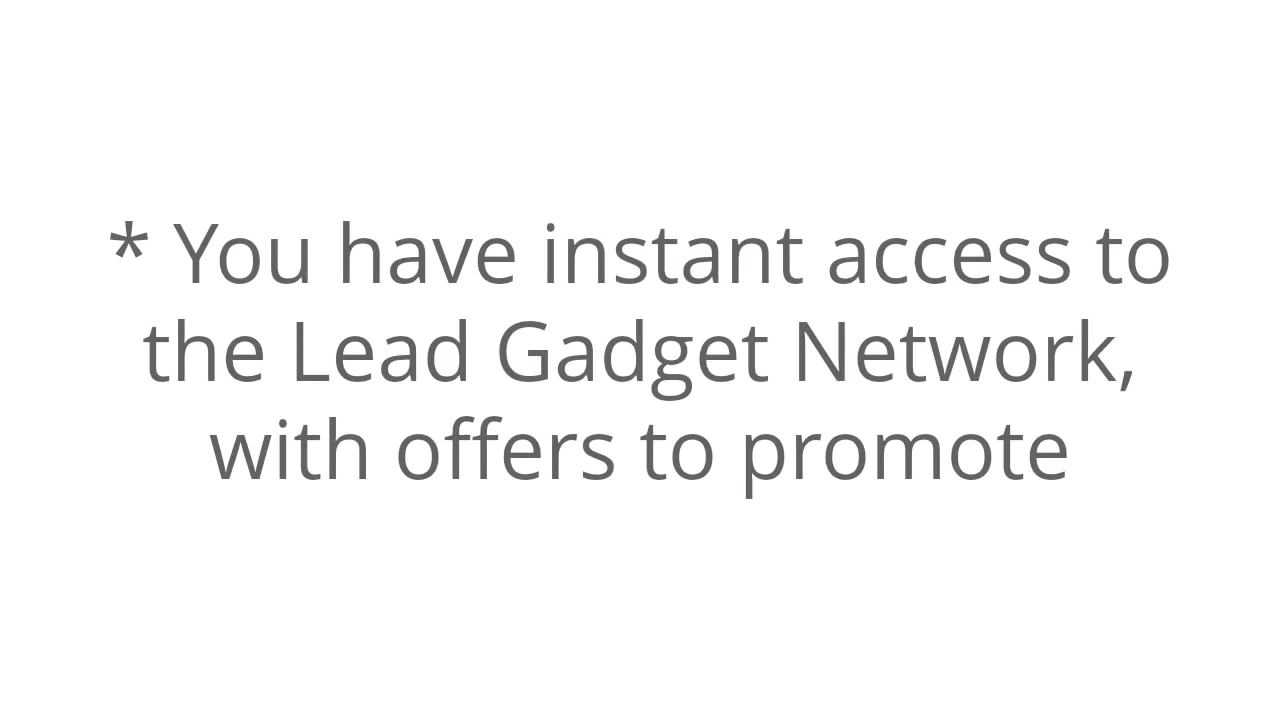 * You have instant access to
the Lead Gadget Network,
with offers to promote